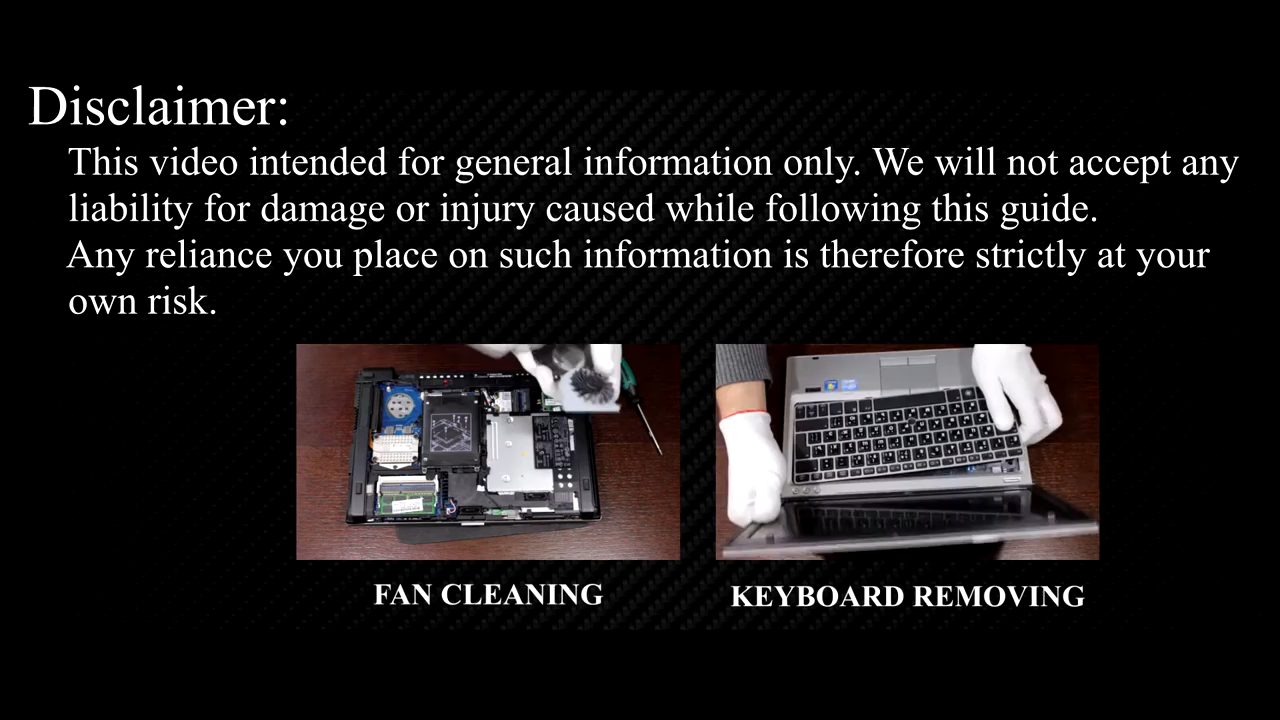 Disclaimer:
This video intended for general information only. We will not accept any
liability for damage or injury caused while following this guide.
Any reliance you place on such information is therefore strictly at your
own risk.
FAN CLEANING
KEYBOARD REMOVING